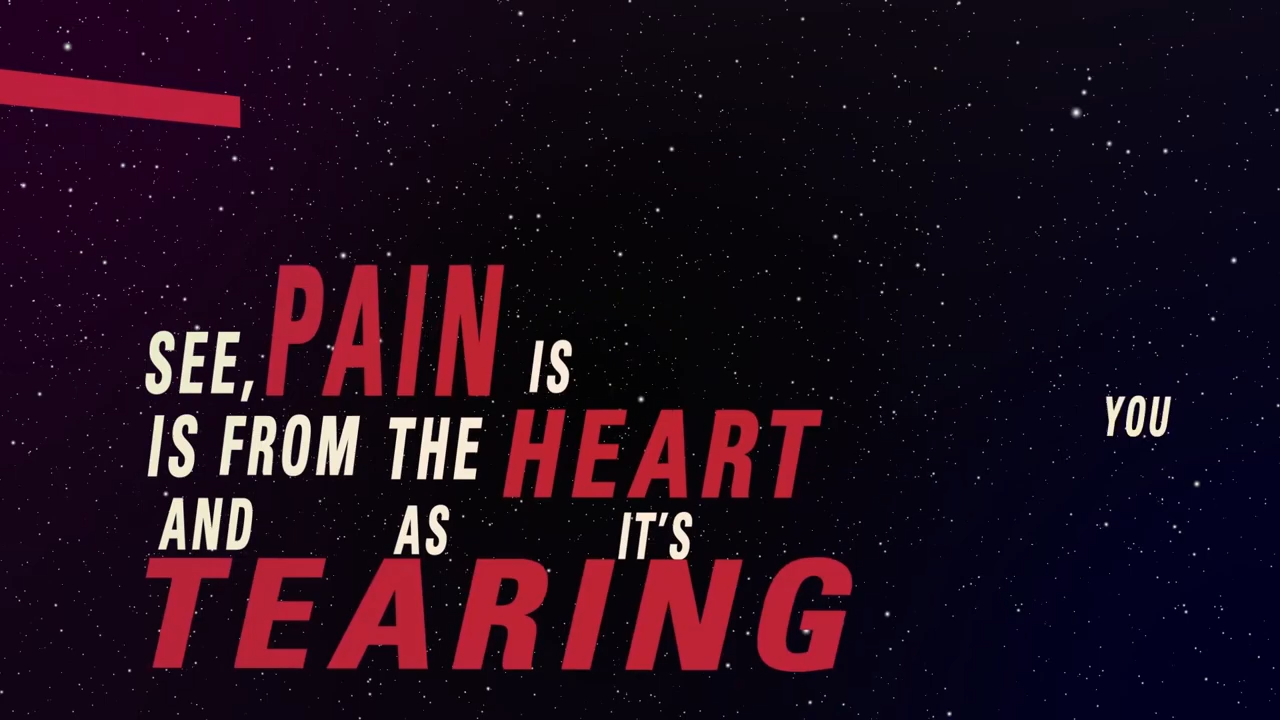 SEE, PAIN IS
IS FROM THE HEART
YOU
AND AS IT'S
TEARING